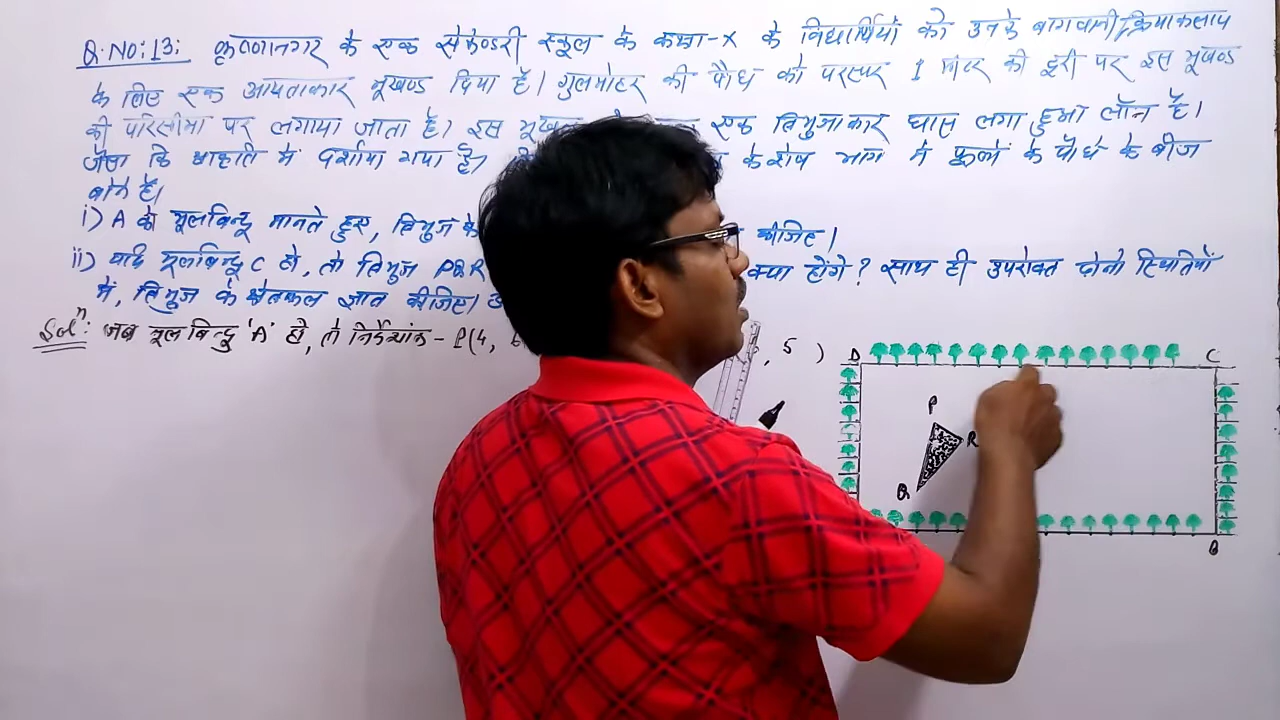 Q.NO:13: कृष्णानगर के एक सेकेण्डरी स्कूल के कक्षा-X के विद्यार्थियों को उनके बागवानी क्रियाकलाप
के लिए एक आयताकार भूखण्ड दिया है। गुलमोहर की पौध को परस्पर 1 मीटर की दूरी पर इस भूखण्ड
की परिसीमा पर लगाया जाता है। इस एक त्रिभुजाकार घास लगा हुआ लॉन है।
जैसा कि आकृति में दर्शाया गया है। के शेष भाग में फूलों के पौधे के बीज
बोने हैं।
i) A को मूलबिन्दु मानते हुए, त्रिभुज के कीजिए।
ii) यदि मूलबिन्दु C हो, तो त्रिभुज PQR क्या होंगे? साथ ही उपरोक्त दोनो स्थितियों
में, त्रिभुज के क्षेत्रफल ज्ञात कीजिए।
Solⁿ: जब मूलबिन्दु 'A' हो, तो निर्देशांक - P(4, 6 , 5 )
D C
P
R
Q
B